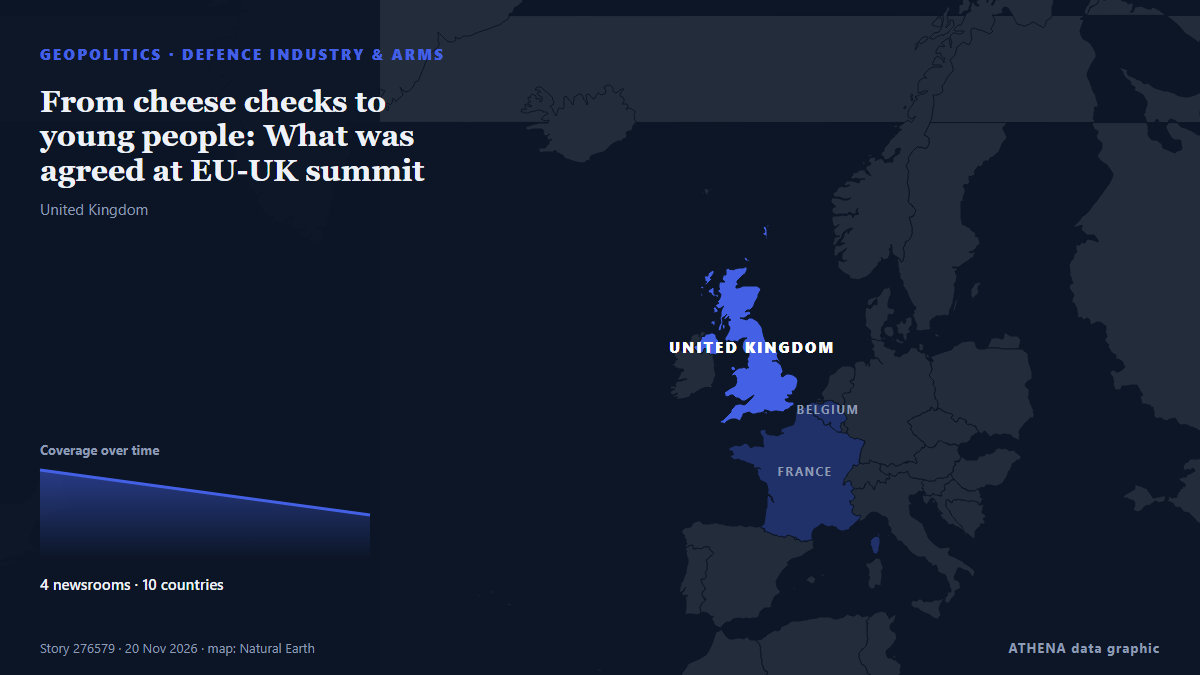 GEOPOLITICS · DEFENCE INDUSTRY & ARMS
From cheese checks to
young people: What was
agreed at EU-UK summit
United Kingdom
UNITED KINGDOM
BELGIUM
FRANCE
Coverage over time
4 newsrooms · 10 countries
Story 276579 · 20 Nov 2026 · map: Natural Earth
ATHENA data graphic